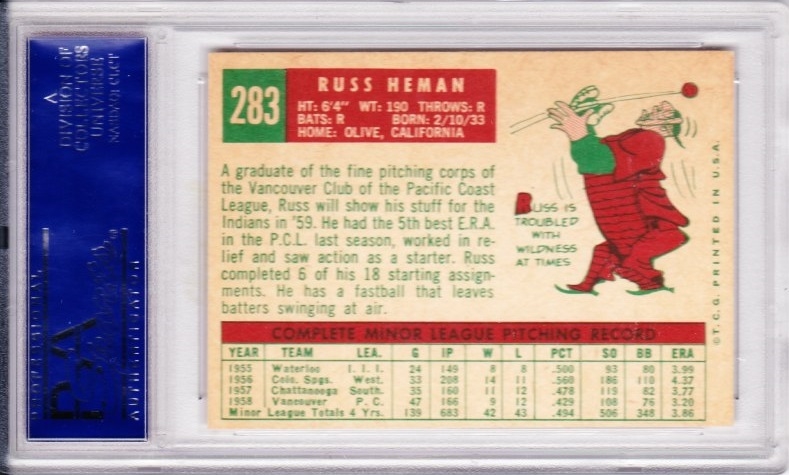 283
RUSS HEMAN
HT: 6'4" WT: 190 THROWS: R
BATS: R BORN: 2/10/33
HOME: OLIVE, CALIFORNIA
A graduate of the fine pitching corps of
the Vancouver Club of the Pacific Coast
League, Russ will show his stuff for the
Indians in '59. He had the 5th best E.R.A.
in the P.C.L. last season, worked in re-
lief and saw action as a starter. Russ
completed 6 of his 18 starting assign-
ments. He has a fastball that leaves
batters swinging at air.
RUSS IS
TROUBLED
WITH
WILDNESS
AT TIMES
©T.C.G. PRINTED IN U.S.A.
COMPLETE MINOR LEAGUE PITCHING RECORD
YEAR TEAM LEA. G IP W L PCT SO BB ERA
1955 Waterloo I. I. I. 24 149 8 8 .500 93 80 3.99
1956 Colo. Spgs. West. 33 208 14 11 .560 186 110 4.37
1957 Chattanooga South. 35 160 11 12 .478 119 82 3.77
1958 Vancouver P. C. 47 166 9 12 .429 108 76 3.20
Minor League Totals 4 Yrs. 139 683 42 43 .494 506 348 3.86
A
DIVISION OF
COLLECTORS
UNIVERSE
NASDAQ: CLCT